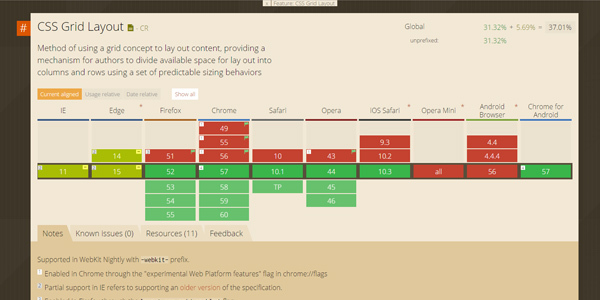 Feature: CSS Grid Layout
# CSS Grid Layout - CR
Global 31.32% + 5.69% = 37.01%
unprefixed: 31.32%
Method of using a grid concept to lay out content, providing a
mechanism for authors to divide available space for lay out into
columns and rows using a set of predictable sizing behaviors
Current aligned Usage relative Date relative Show all
IE Edge * Firefox Chrome Safari Opera iOS Safari * Opera Mini * Android Browser * Chrome for Android
49
55 9.3 4.4
14 51 56 10 43 10.2 4.4.4
11 15 52 57 10.1 44 10.3 all 56 57
53 58 TP 45
54 59 46
55 60
Notes Known issues (0) Resources (11) Feedback
Supported in WebKit Nightly with -webkit- prefix.
1 Enabled in Chrome through the "experimental Web Platform features" flag in chrome://flags
2 Partial support in IE refers to supporting an older version of the specification.